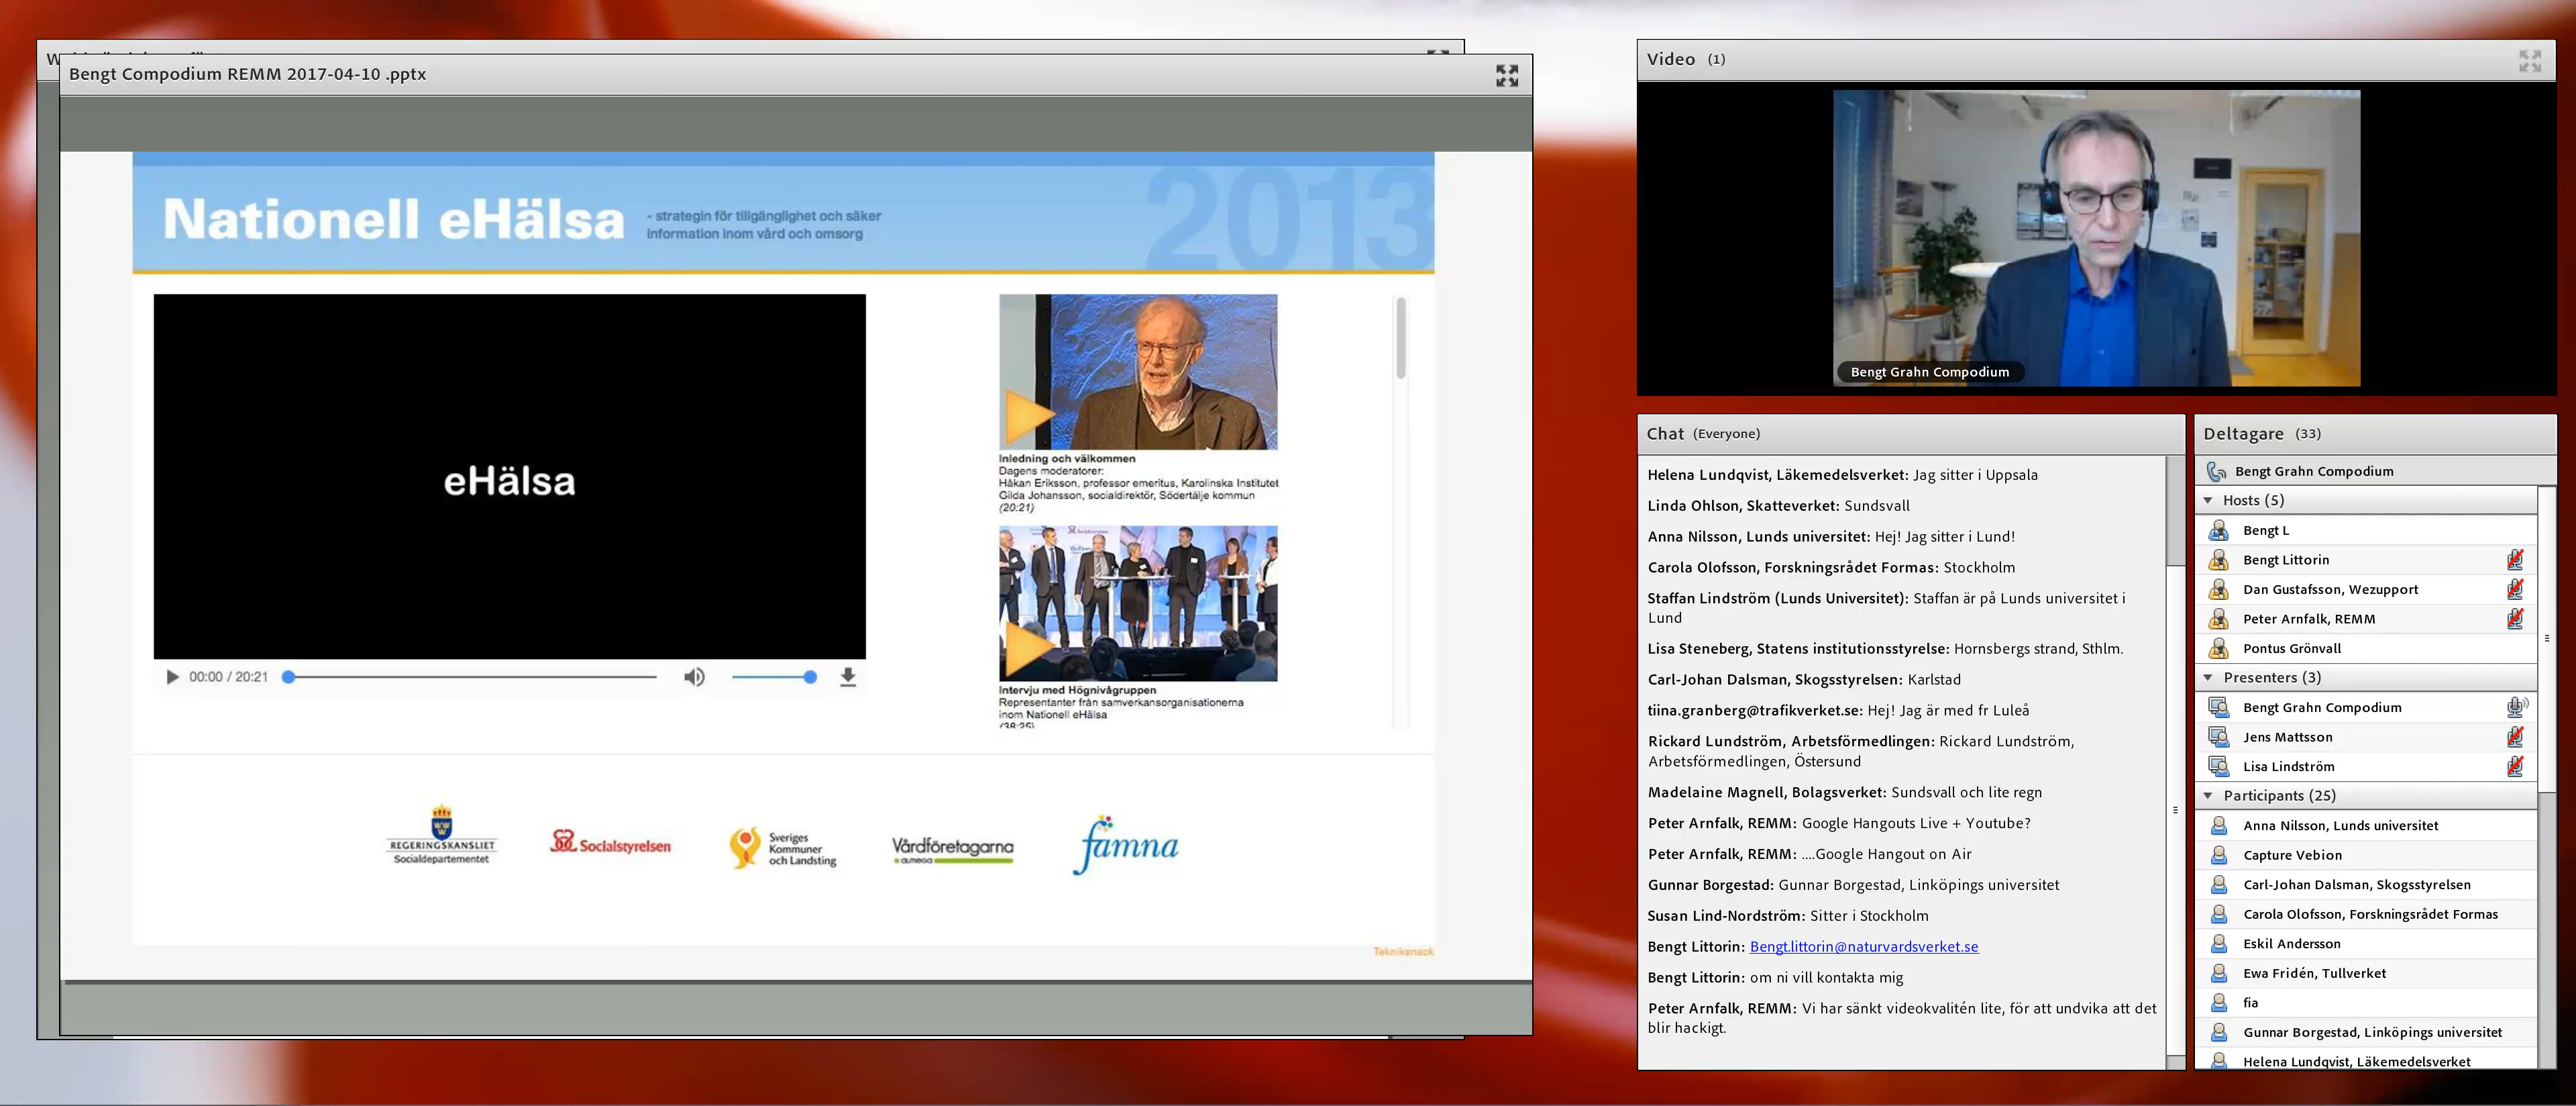 Bengt Compodium REMM 2017-04-10 .pptx
Nationell eHälsa
- strategin för tillgänglighet och säker
information inom vård och omsorg
2013
eHälsa
00:00 / 20:21
Inledning och välkommen
Dagens moderatorer:
Håkan Eriksson, professor emeritus, Karolinska Institutet
Gilda Johansson, socialdirektör, Södertälje kommun
(20:21)
Intervju med Högnivågruppen
Representanter från samverkansorganisationerna
inom Nationell eHälsa
(38:25)
REGERINGSKANSLIET
Socialdepartementet
Socialstyrelsen
Sveriges
Kommuner
och Landsting
Vårdföretagarna
almega
famna
Tekniksnack
Video (1)
Bengt Grahn Compodium
Chat (Everyone)
Helena Lundqvist, Läkemedelsverket: Jag sitter i Uppsala
Linda Ohlson, Skatteverket: Sundsvall
Anna Nilsson, Lunds universitet: Hej! Jag sitter i Lund!
Carola Olofsson, Forskningsrådet Formas: Stockholm
Staffan Lindström (Lunds Universitet): Staffan är på Lunds universitet i
Lund
Lisa Steneberg, Statens institutionsstyrelse: Hornsbergs strand, Sthlm.
Carl-Johan Dalsman, Skogsstyrelsen: Karlstad
tiina.granberg@trafikverket.se: Hej! Jag är med fr Luleå
Rickard Lundström, Arbetsförmedlingen: Rickard Lundström,
Arbetsförmedlingen, Östersund
Madelaine Magnell, Bolagsverket: Sundsvall och lite regn
Peter Arnfalk, REMM: Google Hangouts Live + Youtube?
Peter Arnfalk, REMM: ....Google Hangout on Air
Gunnar Borgestad: Gunnar Borgestad, Linköpings universitet
Susan Lind-Nordström: Sitter i Stockholm
Bengt Littorin: Bengt.littorin@naturvardsverket.se
Bengt Littorin: om ni vill kontakta mig
Peter Arnfalk, REMM: Vi har sänkt videokvalitén lite, för att undvika att det
blir hackigt.
Deltagare (33)
Bengt Grahn Compodium
Hosts (5)
Bengt L
Bengt Littorin
Dan Gustafsson, Wezupport
Peter Arnfalk, REMM
Pontus Grönvall
Presenters (3)
Bengt Grahn Compodium
Jens Mattsson
Lisa Lindström
Participants (25)
Anna Nilsson, Lunds universitet
Capture Vebion
Carl-Johan Dalsman, Skogsstyrelsen
Carola Olofsson, Forskningsrådet Formas
Eskil Andersson
Ewa Fridén, Tullverket
fia
Gunnar Borgestad, Linköpings universitet
Helena Lundqvist, Läkemedelsverket